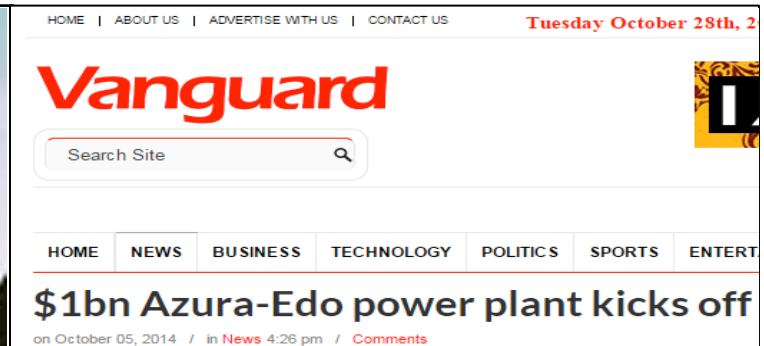 HOME | ABOUT US | ADVERTISE WITH US | CONTACT US Tuesday October 28th,
Vanguard
Search Site
HOME NEWS BUSINESS TECHNOLOGY POLITICS SPORTS
$1bn Azura-Edo power plant kicks off
on October 05, 2014 / in News 4:26 pm / Comments